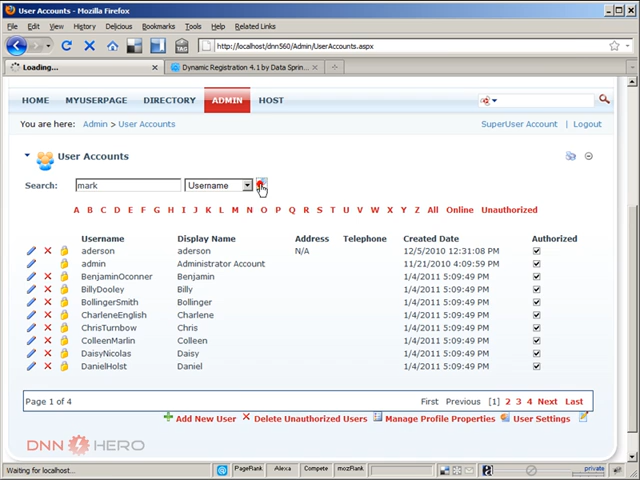 User Accounts - Mozilla Firefox
File Edit View History Delicious Bookmarks Tools Help Related Links
http://localhost/dnn560/Admin/UserAccounts.aspx
Loading... Dynamic Registration 4.1 by Data Sprin...
HOME MYUSERPAGE DIRECTORY ADMIN HOST
You are here: Admin > User Accounts SuperUser Account | Logout
User Accounts
Search: mark Username
A B C D E F G H I J K L M N O P Q R S T U V W X Y Z All Online Unauthorized
Username Display Name Address Telephone Created Date Authorized
aderson aderson N/A 12/5/2010 12:31:08 PM
admin Administrator Account 11/21/2010 4:09:59 PM
BenjaminOconner Benjamin 1/4/2011 5:09:49 PM
BillyDooley Billy 1/4/2011 5:09:49 PM
BollingerSmith Bollinger 1/4/2011 5:09:49 PM
CharleneEnglish Charlene 1/4/2011 5:09:49 PM
ChrisTurnbow Chris 1/4/2011 5:09:49 PM
ColleenMarlin Colleen 1/4/2011 5:09:49 PM
DaisyNicolas Daisy 1/4/2011 5:09:49 PM
DanielHolst Daniel 1/4/2011 5:09:49 PM
Page 1 of 4 First Previous [1] 2 3 4 Next Last
Add New User Delete Unauthorized Users Manage Profile Properties User Settings
DNN HERO
Waiting for localhost... PageRank Alexa Compete mozRank private